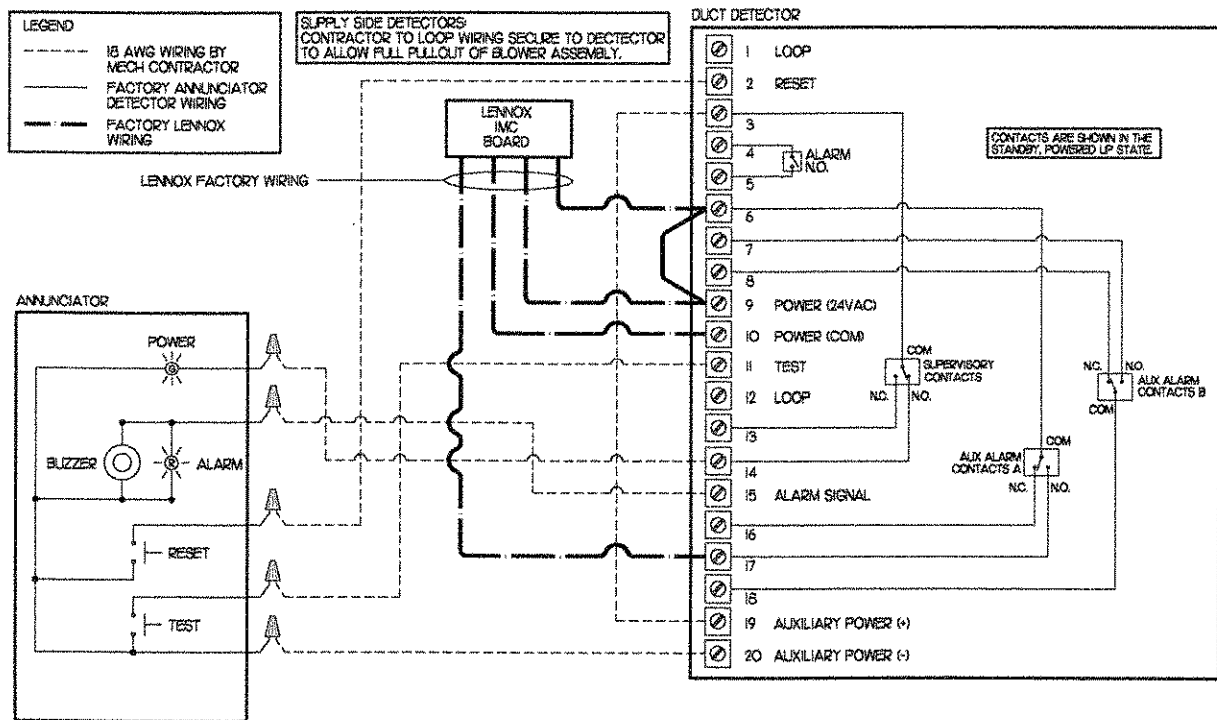 LEGEND
18 AWG WIRING BY
MECH CONTRACTOR
FACTORY ANNUNCIATOR
DETECTOR WIRING
FACTORY LENNOX
WIRING
SUPPLY SIDE DETECTORS:
CONTRACTOR TO LOOP WIRING SECURE TO DECTECTOR
TO ALLOW FULL PULLOUT OF BLOWER ASSEMBLY.
LENNOX
IMC
BOARD
LENNOX FACTORY WIRING
DUCT DETECTOR
1 LOOP
2 RESET
3
4
5
ALARM
N.O.
CONTACTS ARE SHOWN IN THE
STANDBY, POWERED UP STATE.
6
7
8
9 POWER (24VAC)
10 POWER (COM)
11 TEST
12 LOOP
13
14
15 ALARM SIGNAL
16
17
18
19 AUXILIARY POWER (+)
20 AUXILIARY POWER (-)
COM
SUPERVISORY
CONTACTS
N.C. N.O.
N.C. N.O.
AUX ALARM
CONTACTS B
COM
COM
AUX ALARM
CONTACTS A
N.C. N.O.
ANNUNCIATOR
POWER
G
BUZZER
R
ALARM
RESET
TEST